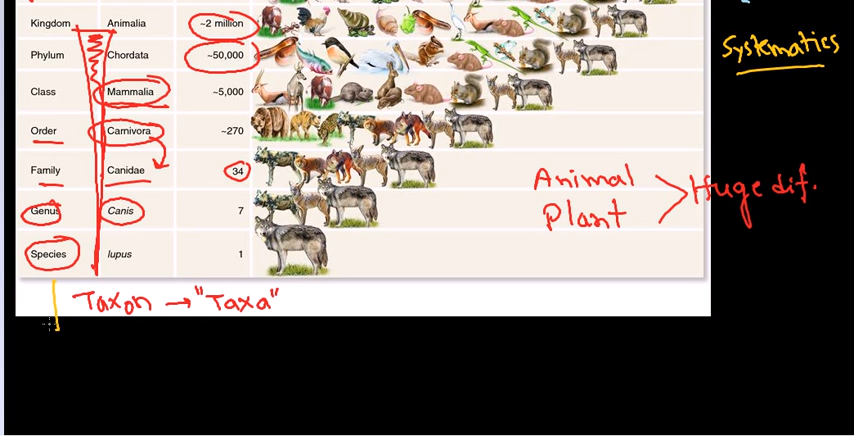 Kingdom Animalia ~2 million
Systematics
Phylum Chordata ~50,000
Class Mammalia ~5,000
Order Carnivora ~270
Family Canidae 34
Animal
Huge dif.
Plant
Genus Canis 7
Species lupus 1
Taxon → "Taxa"